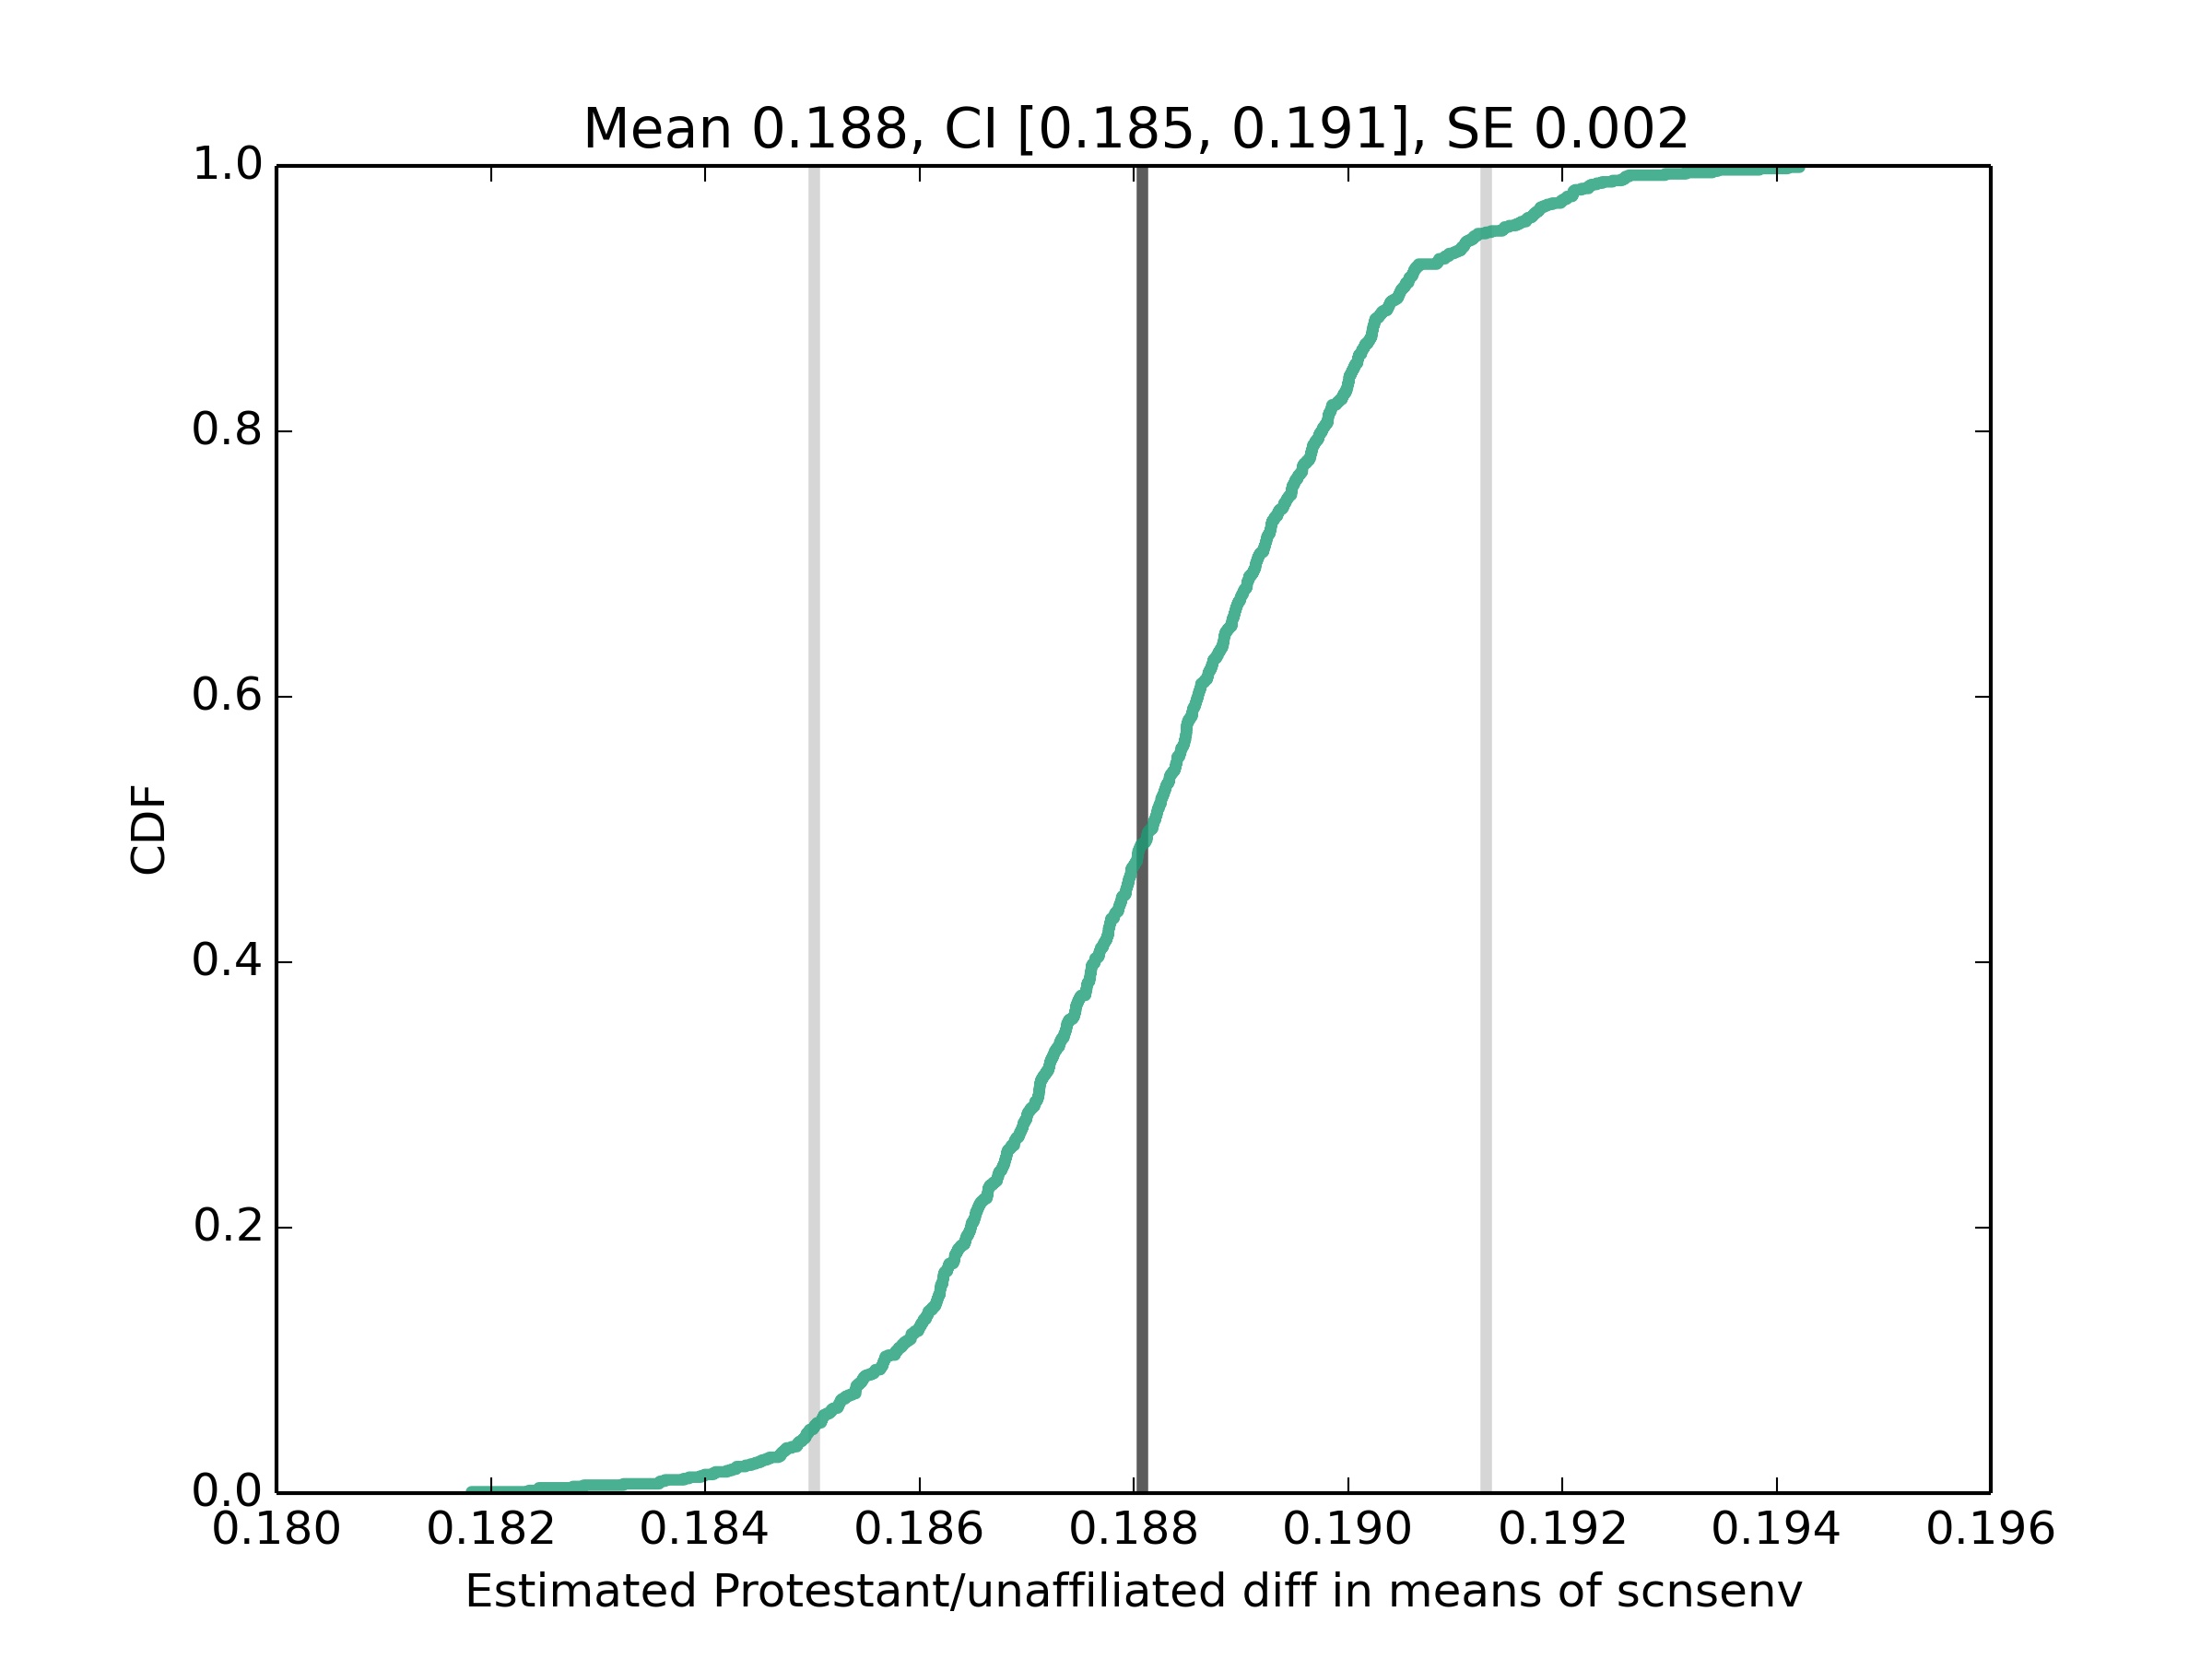 Mean 0.188, CI [0.185, 0.191], SE 0.002
1.0
0.8
0.6
0.4
0.2
0.0
CDF
0.180 0.182 0.184 0.186 0.188 0.190 0.192 0.194 0.196
Estimated Protestant/unaffiliated diff in means of scnsenv